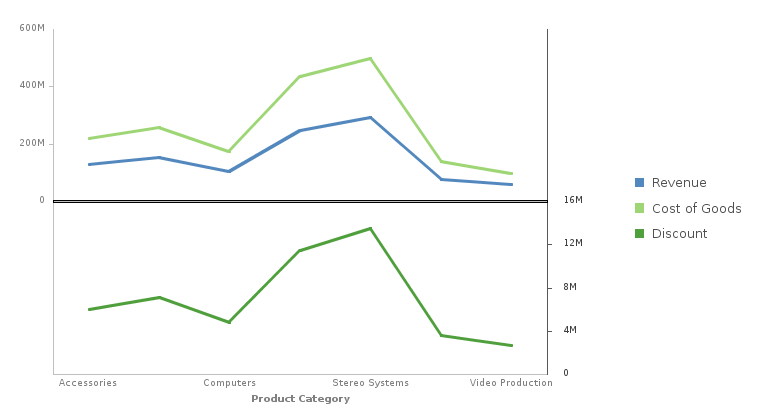 600M
400M
200M
0
16M
12M
8M
4M
0
Accessories Computers Stereo Systems Video Production
Product Category
Revenue
Cost of Goods
Discount